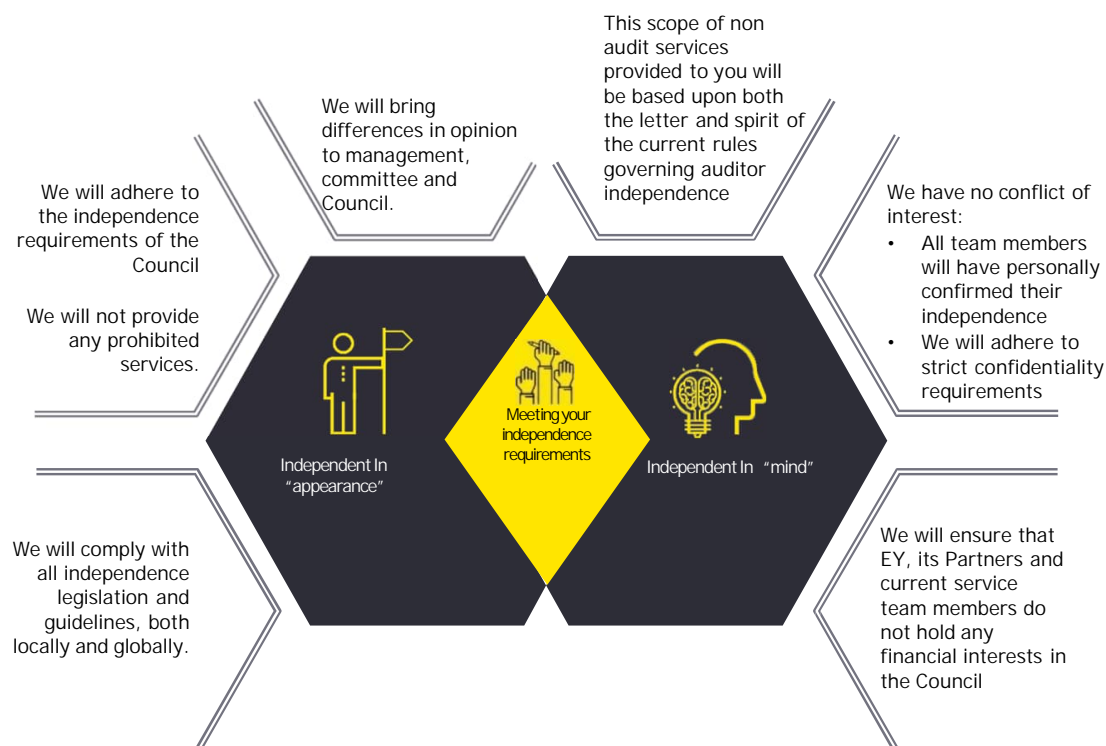 This scope of non
audit services
provided to you will
be based upon both
the letter and spirit of
the current rules
governing auditor
independence
We will bring
differences in opinion
to management,
committee and
Council.
We will adhere to
the independence
requirements of the
Council
We will not provide
any prohibited
services.
We have no conflict of
interest:
• All team members
will have personally
confirmed their
independence
• We will adhere to
strict confidentiality
requirements
Meeting your
independence
requirements
Independent In
“appearance”
Independent In “mind”
We will comply with
all independence
legislation and
guidelines, both
locally and globally.
We will ensure that
EY, its Partners and
current service
team members do
not hold any
financial interests in
the Council